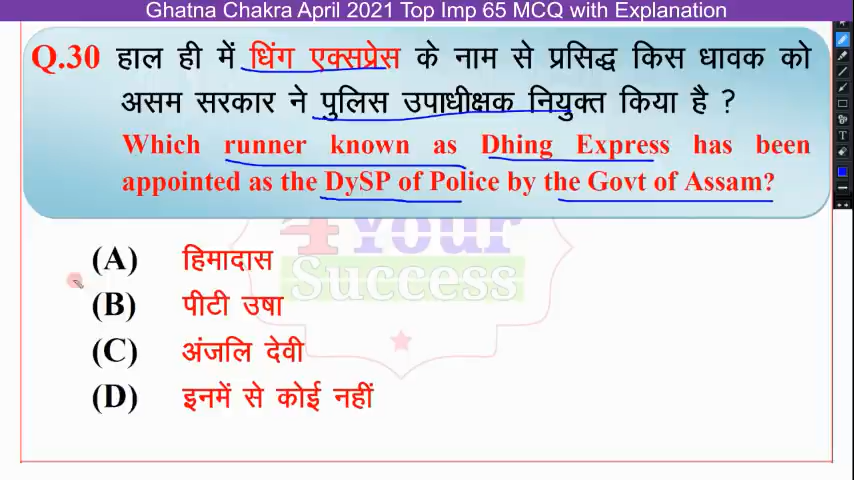 Ghatna Chakra April 2021 Top Imp 65 MCQ with Explanation
Q.30 हाल ही में धिंग एक्सप्रेस के नाम से प्रसिद्ध किस धावक को
असम सरकार ने पुलिस उपाधीक्षक नियुक्त किया है ?
Which runner known as Dhing Express has been
appointed as the DySP of Police by the Govt of Assam?
4 Your
Success
(A) हिमादास
(B) पीटी उषा
(C) अंजलि देवी
(D) इनमें से कोई नहीं